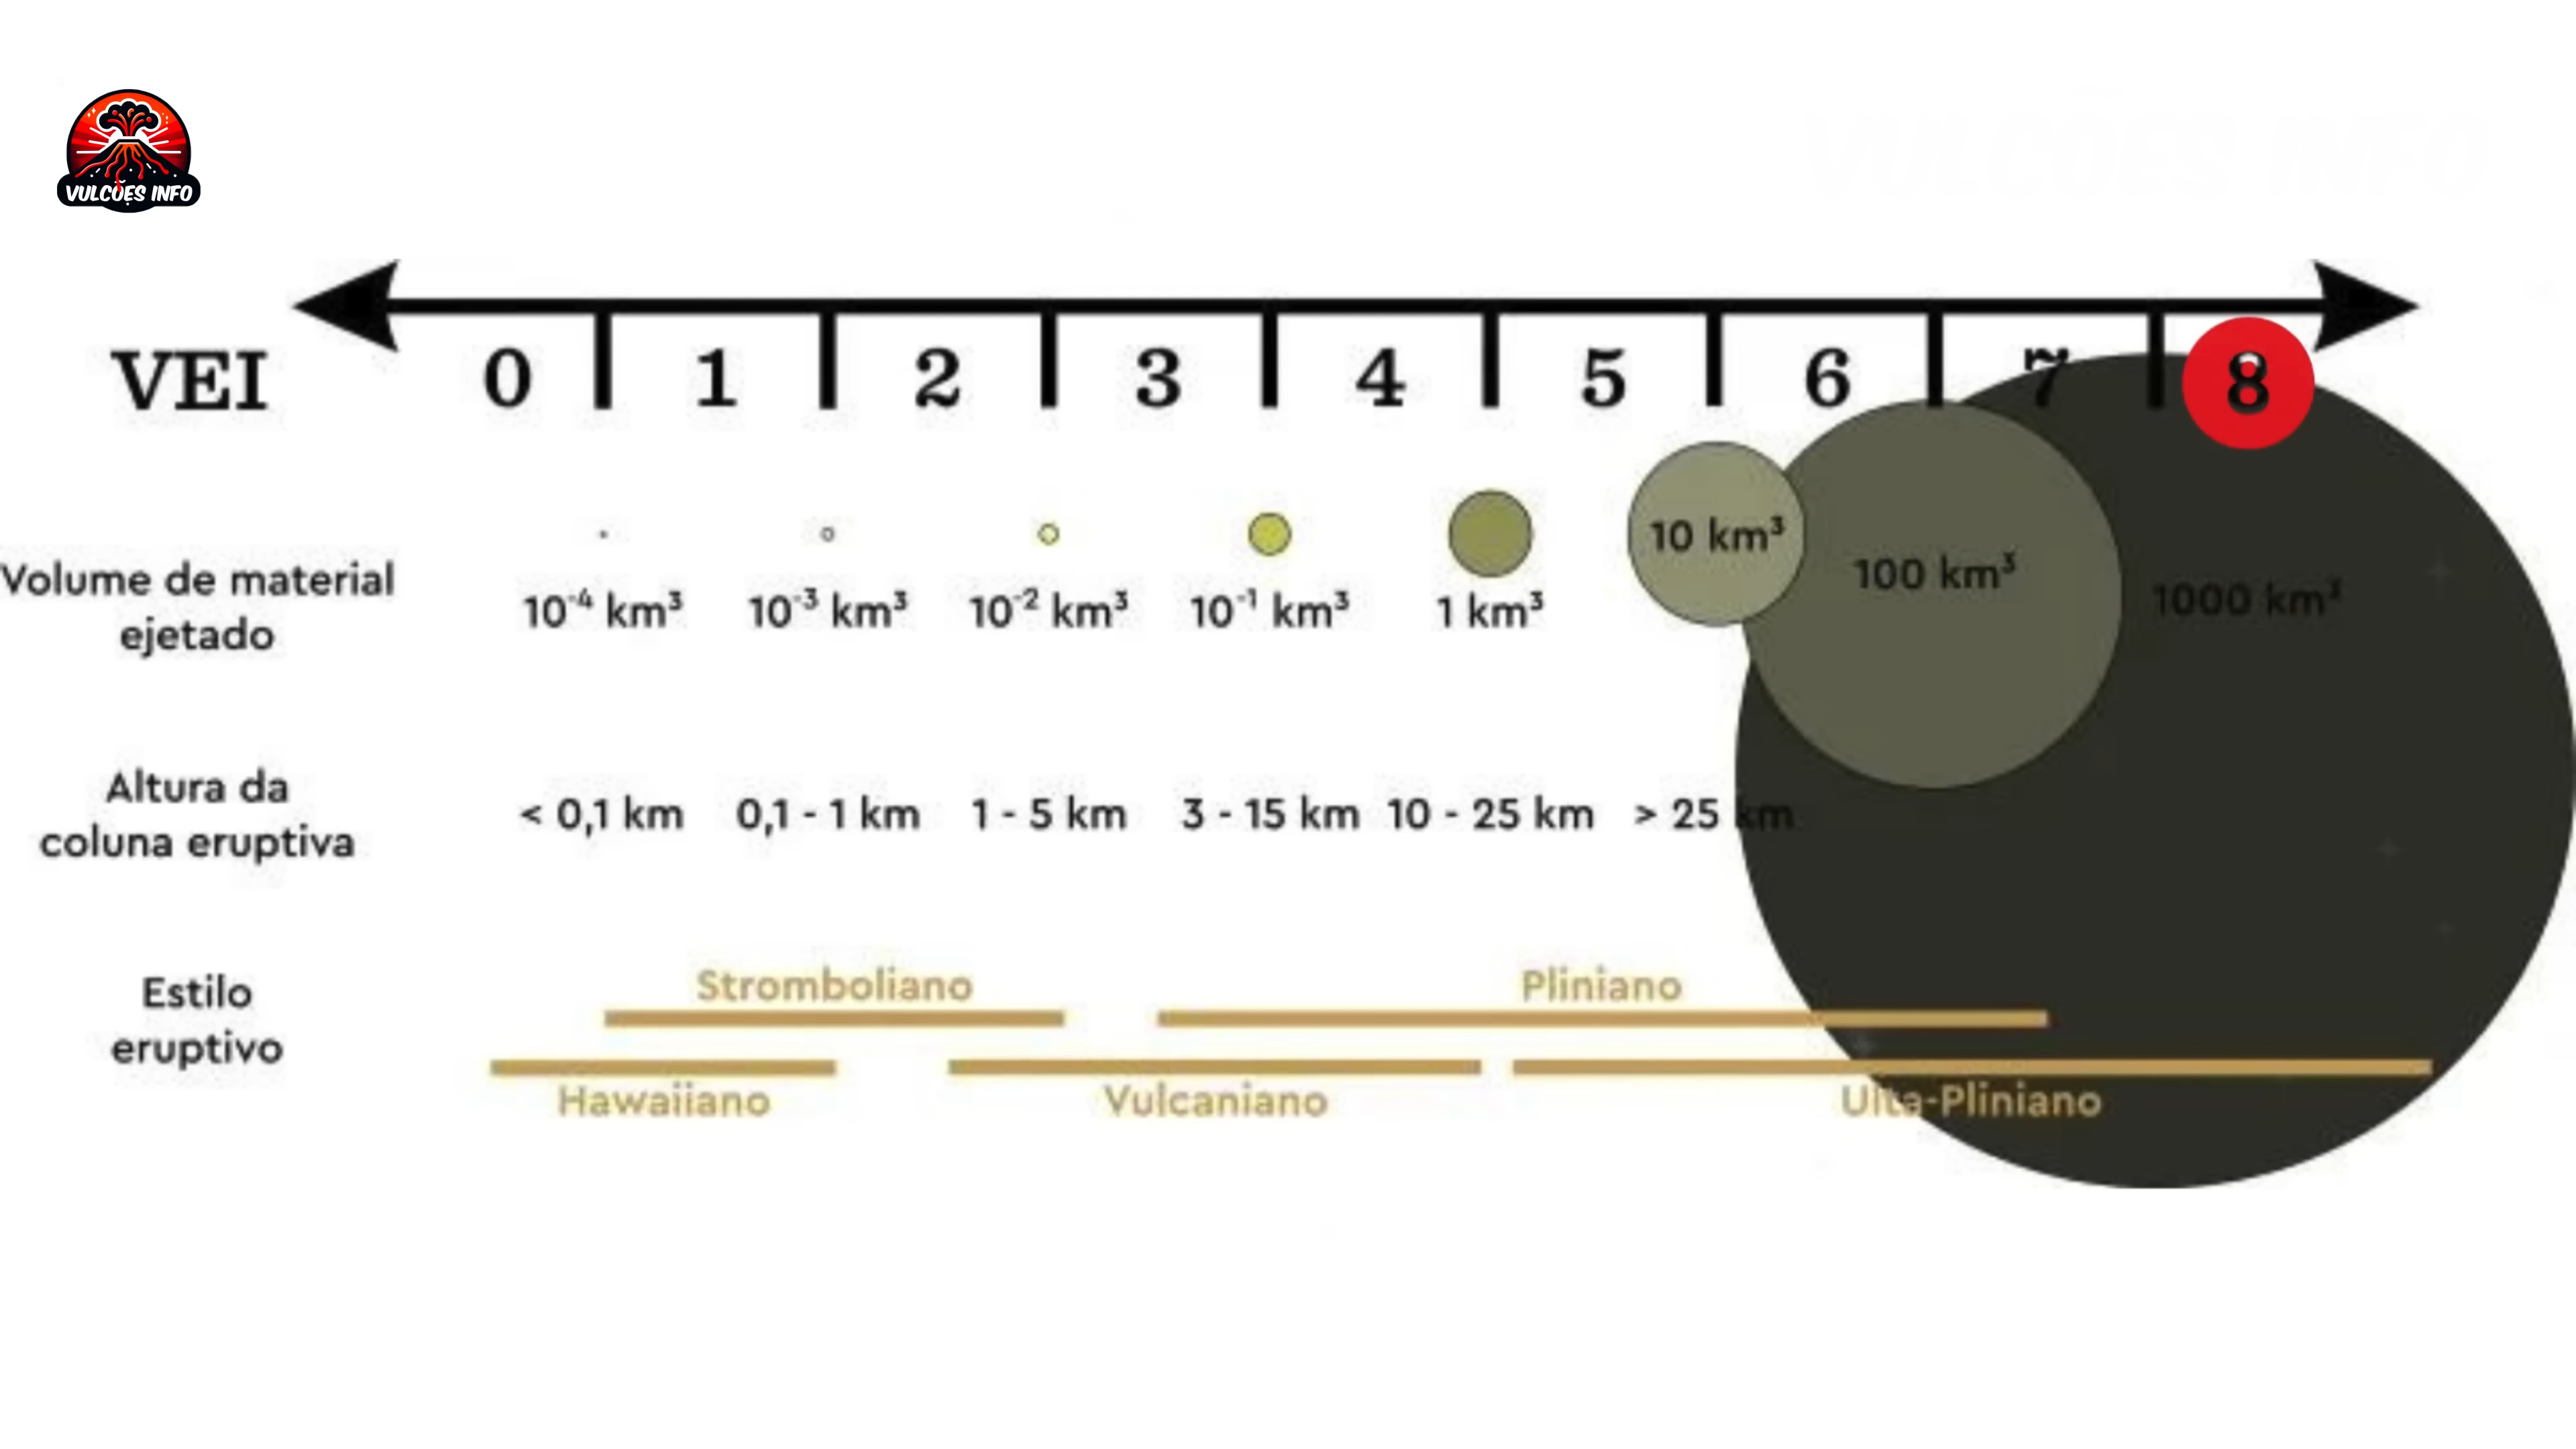 VULCÕES INFO
VEI 0 1 2 3 4 5 6 7 8
Volume de material
ejetado
10⁻⁴ km³ 10⁻³ km³ 10⁻² km³ 10⁻¹ km³ 1 km³ 10 km³ 100 km³ 1000 km³
Altura da
coluna eruptiva
< 0,1 km 0,1 - 1 km 1 - 5 km 3 - 15 km 10 - 25 km > 25 km
Estilo
eruptivo
Stromboliano Pliniano
Hawaiiano Vulcaniano Ulta-Pliniano